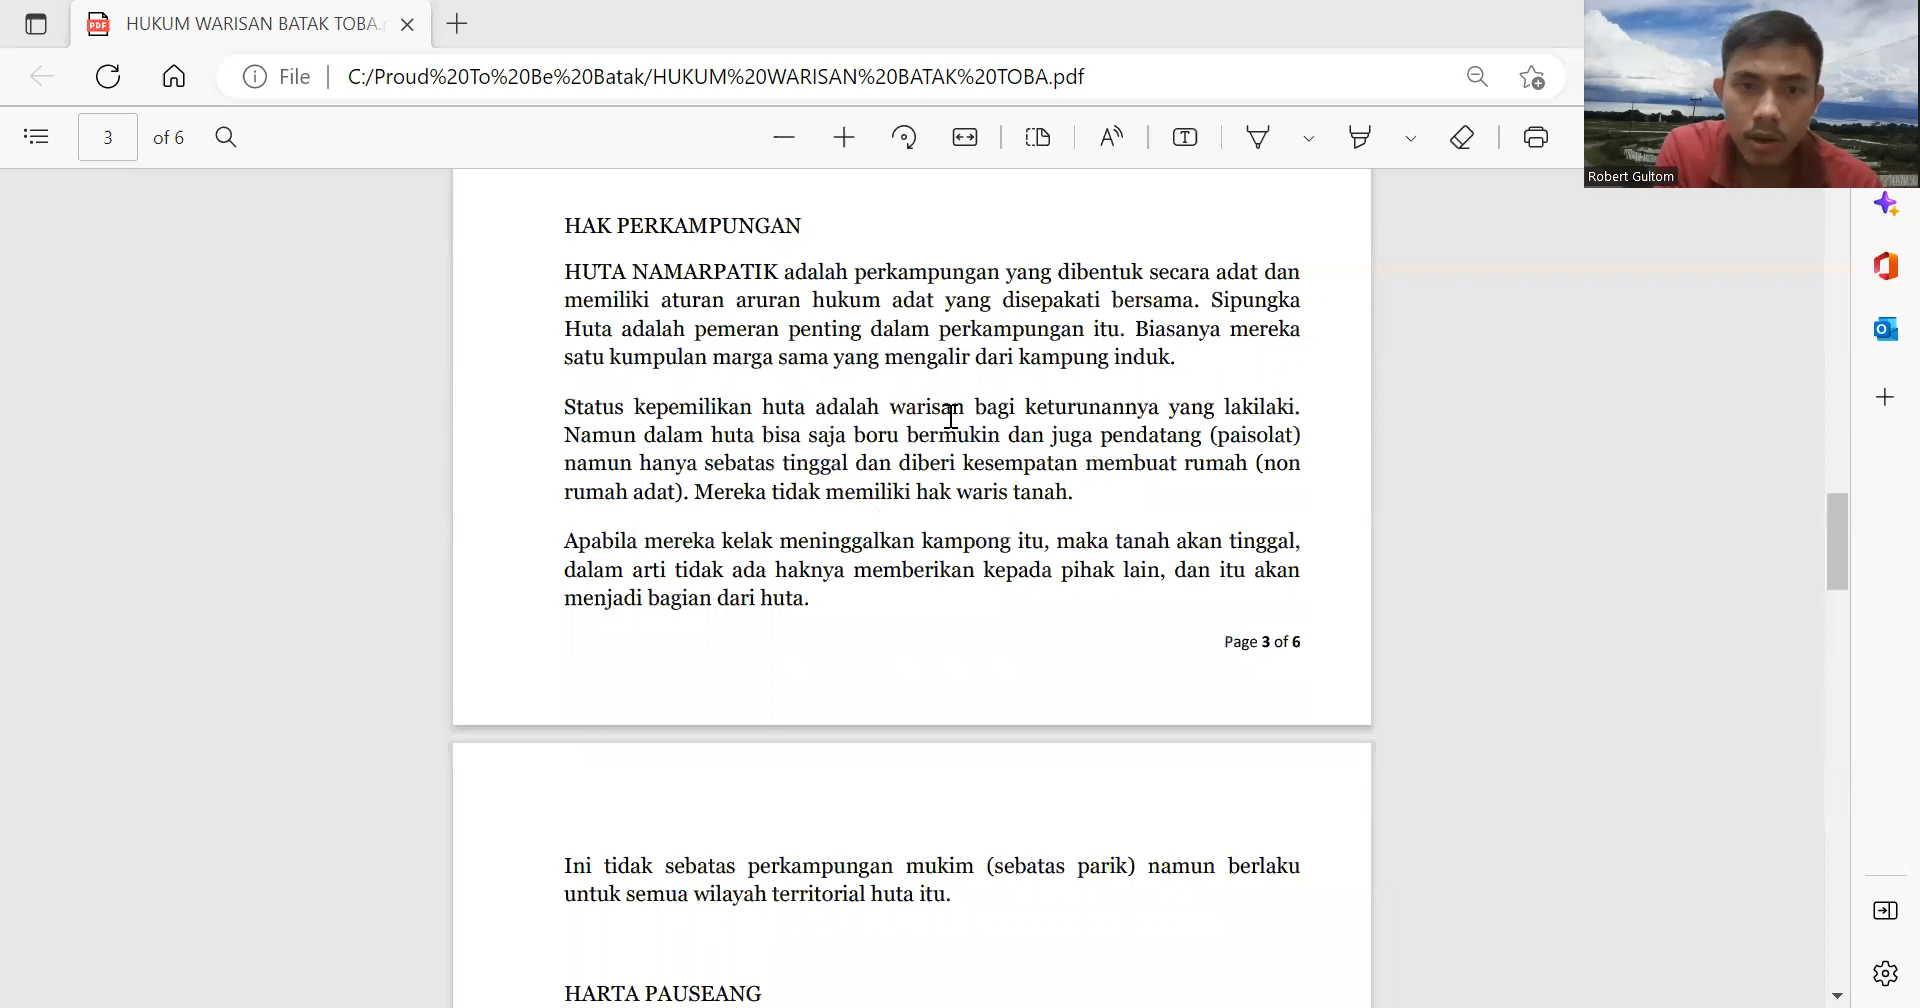 HUKUM WARISAN BATAK TOBA.
File
C:/Proud%20To%20Be%20Batak/HUKUM%20WARISAN%20BATAK%20TOBA.pdf
3 of 6
Robert Gultom
HAK PERKAMPUNGAN
HUTA NAMARPATIK adalah perkampungan yang dibentuk secara adat dan
memiliki aturan aruran hukum adat yang disepakati bersama. Sipungka
Huta adalah pemeran penting dalam perkampungan itu. Biasanya mereka
satu kumpulan marga sama yang mengalir dari kampung induk.
Status kepemilikan huta adalah warisan bagi keturunannya yang lakilaki.
Namun dalam huta bisa saja boru bermukin dan juga pendatang (paisolat)
namun hanya sebatas tinggal dan diberi kesempatan membuat rumah (non
rumah adat). Mereka tidak memiliki hak waris tanah.
Apabila mereka kelak meninggalkan kampong itu, maka tanah akan tinggal,
dalam arti tidak ada haknya memberikan kepada pihak lain, dan itu akan
menjadi bagian dari huta.
Page 3 of 6
Ini tidak sebatas perkampungan mukim (sebatas parik) namun berlaku
untuk semua wilayah territorial huta itu.
HARTA PAUSEANG